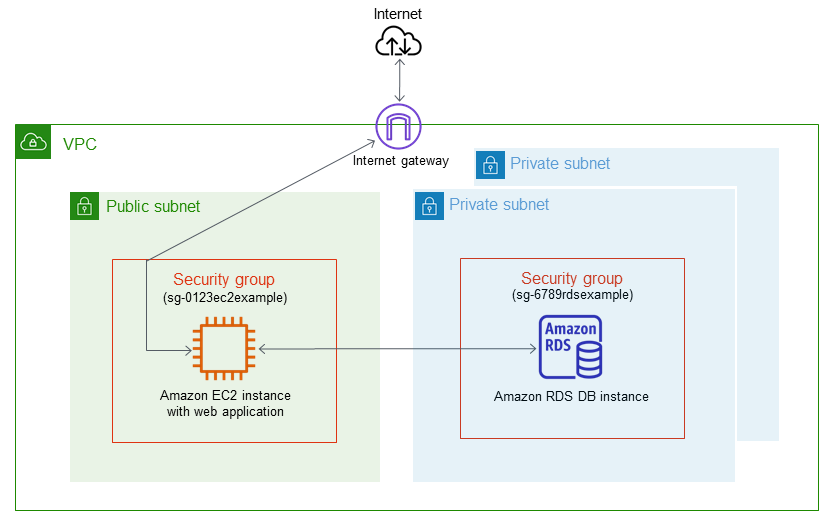 Internet
Internet gateway
VPC
Private subnet
Public subnet
Private subnet
Security group
(sg-0123ec2example)
Amazon EC2 instance
with web application
Security group
(sg-6789rdsexample)
Amazon
RDS
Amazon RDS DB instance